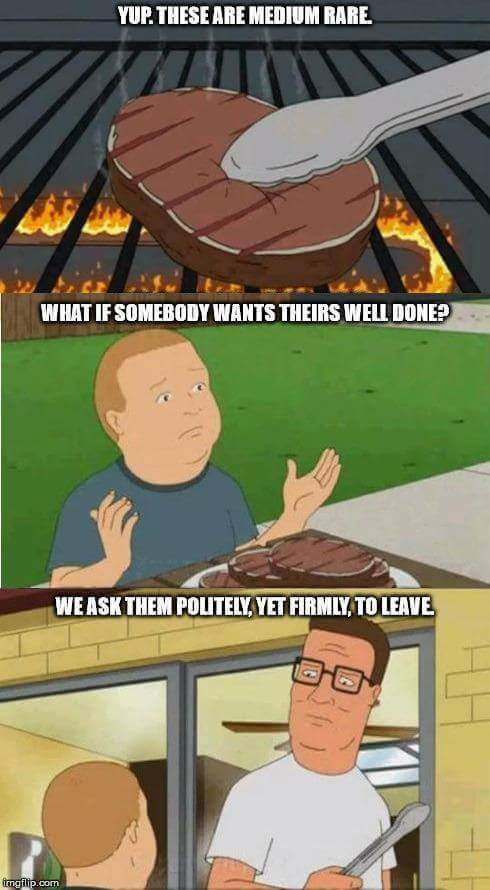 YUP. THESE ARE MEDIUM RARE.
WHAT IF SOMEBODY WANTS THEIRS WELL DONE?
WE ASK THEM POLITELY, YET FIRMLY, TO LEAVE.
imgflip.com